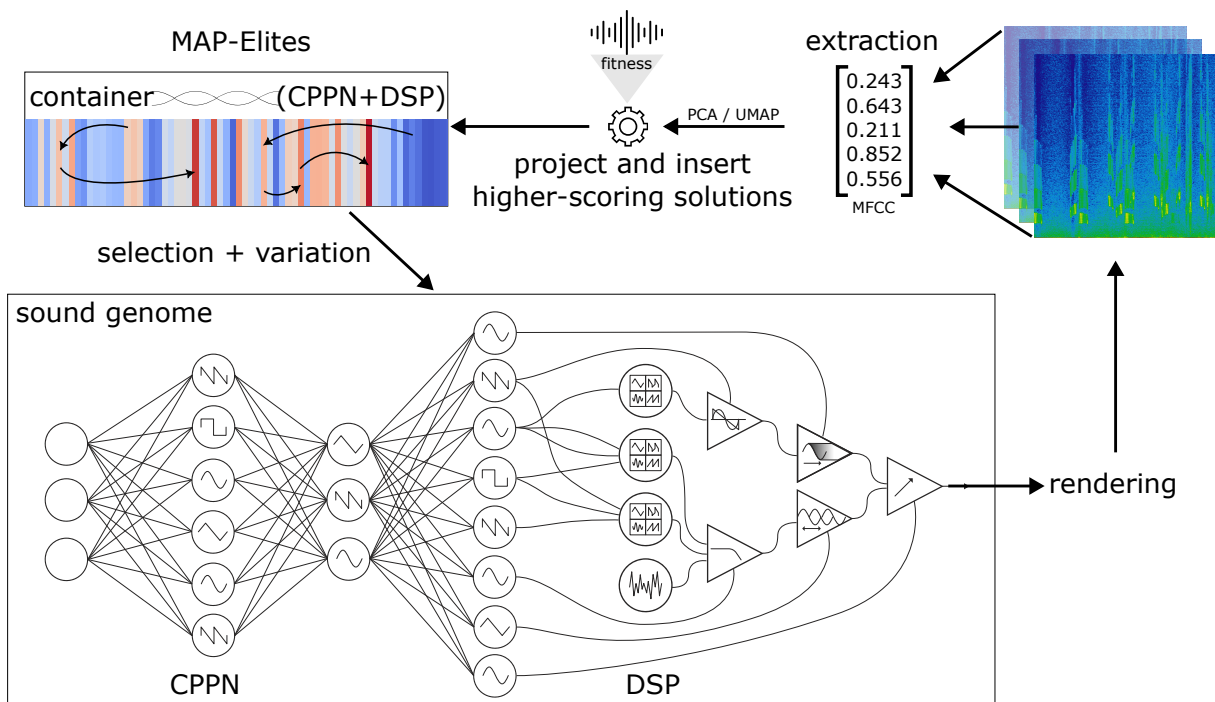 MAP-Elites
container (CPPN+DSP)
fitness
PCA / UMAP
project and insert
higher-scoring solutions
extraction
0.243
0.643
0.211
0.852
0.556
MFCC
selection + variation
sound genome
CPPN
DSP
rendering